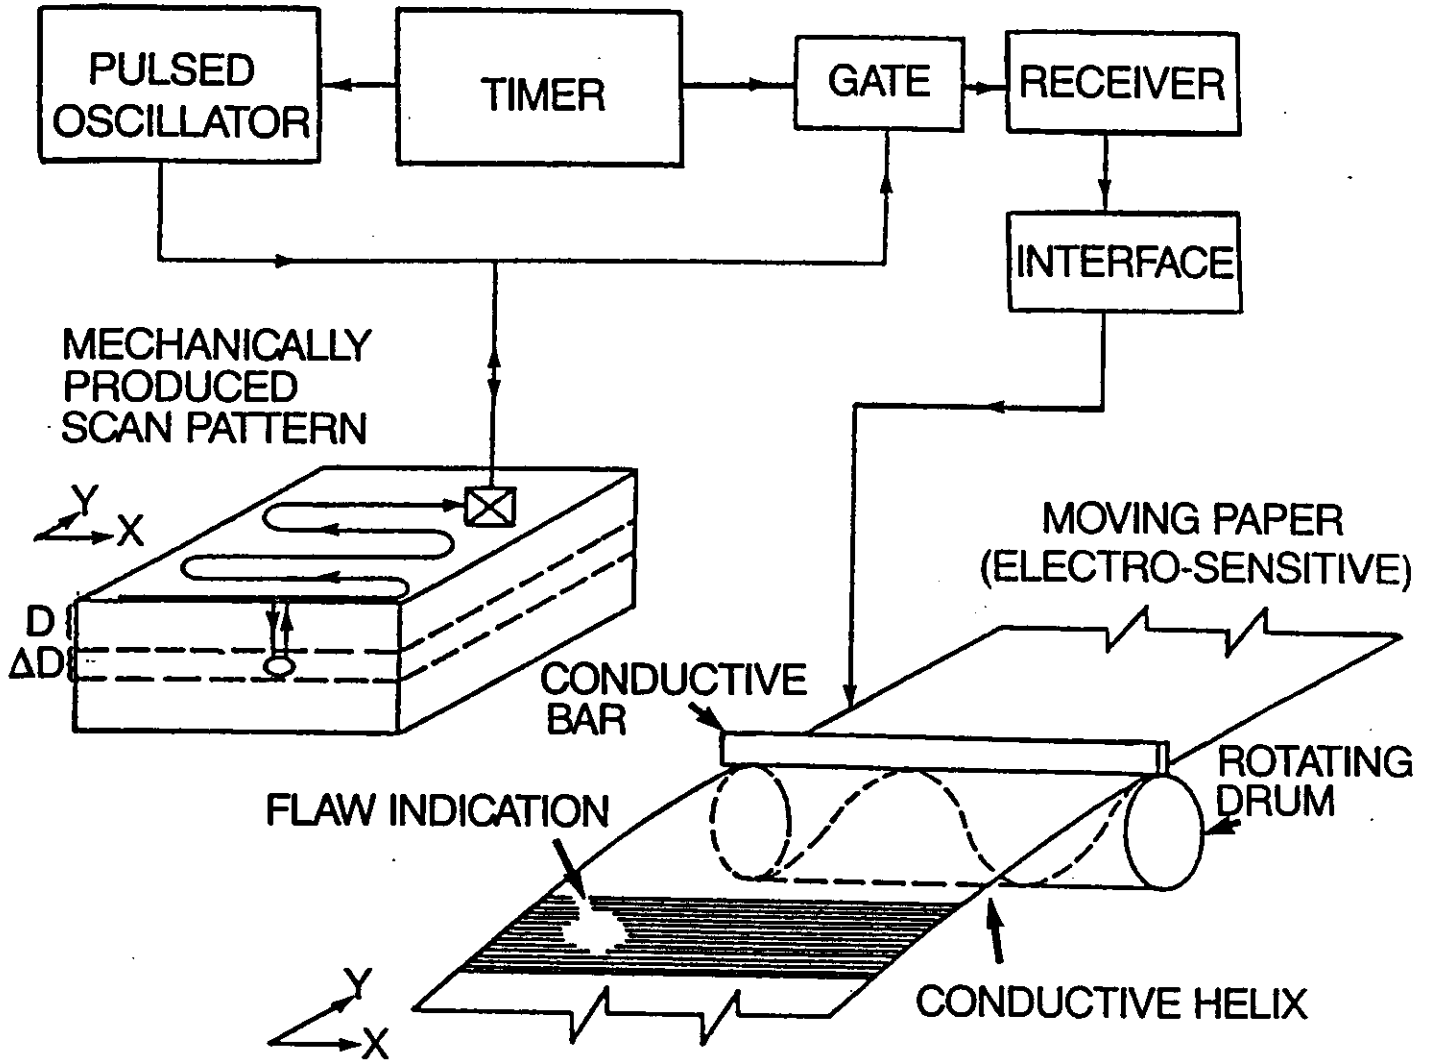 PULSED
OSCILLATOR
TIMER
GATE
RECEIVER
INTERFACE
MECHANICALLY
PRODUCED
SCAN PATTERN
Y
X
D
ΔD
MOVING PAPER
(ELECTRO-SENSITIVE)
CONDUCTIVE
BAR
ROTATING
DRUM
FLAW INDICATION
CONDUCTIVE HELIX
Y
X